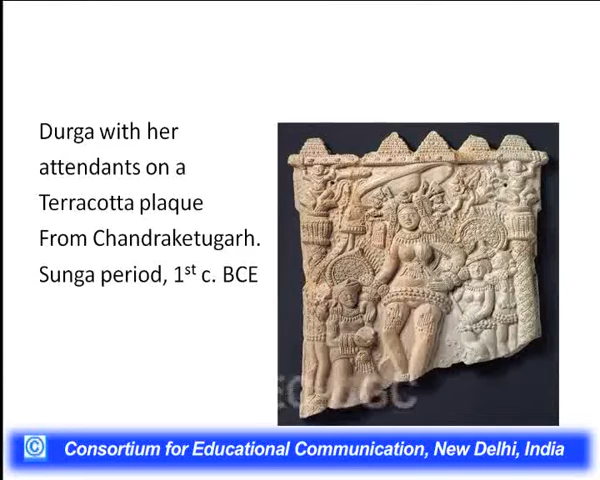 Durga with her
attendants on a
Terracotta plaque
From Chandraketugarh.
Sunga period, 1st c. BCE
© Consortium for Educational Communication, New Delhi, India